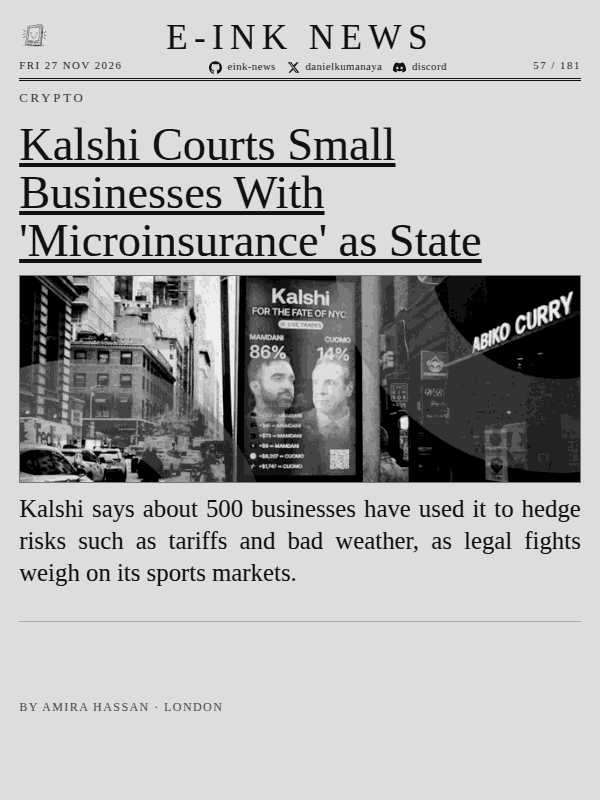 E-INK NEWS
FRI 27 NOV 2026
eink-news
danielkumanaya
discord
57 / 181
CRYPTO
Kalshi Courts Small
Businesses With
'Microinsurance' as State
Kalshi
FOR THE FATE OF NYC
LIVE TRADES
MAMDANI
CUOMO
86%
14%
ABIKO CURRY
Kalshi says about 500 businesses have used it to hedge
risks such as tariffs and bad weather, as legal fights
weigh on its sports markets.
BY AMIRA HASSAN · LONDON